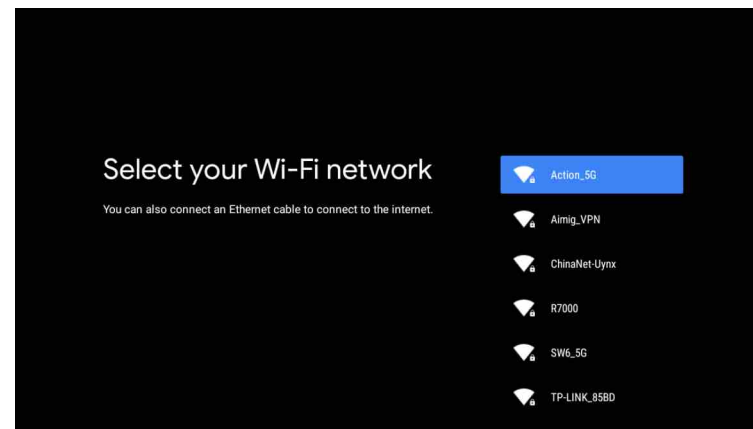 Select your Wi-Fi network
You can also connect an Ethernet cable to connect to the internet.
Action_5G
Aimig_VPN
ChinaNet-Uynx
R7000
SW6_5G
TP-LINK_85BD